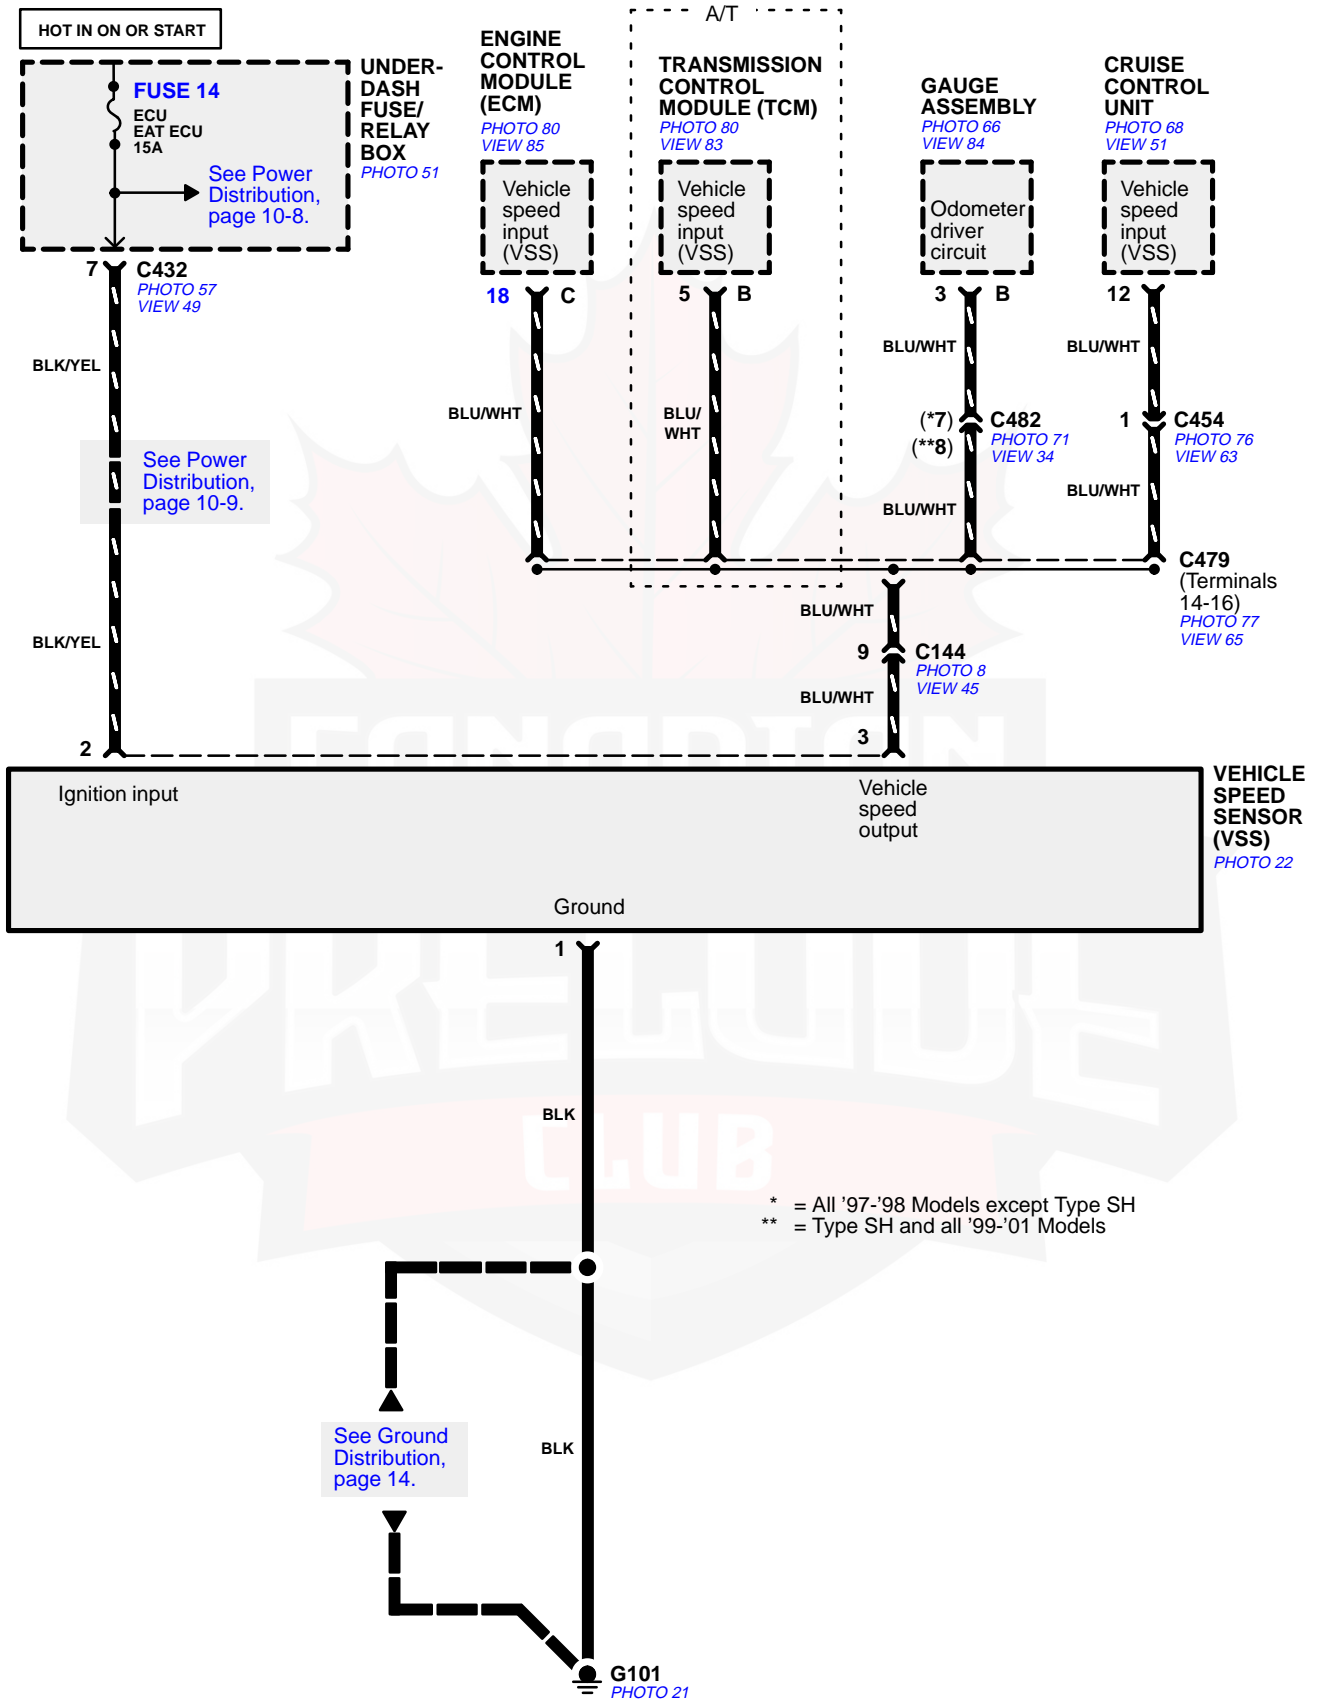 HOT IN ON OR START
FUSE 14
ECU
EAT ECU
15A
See Power
Distribution,
page 10-8.
UNDER-
DASH
FUSE/
RELAY
BOX
PHOTO 51
7
C432
PHOTO 57
VIEW 49
BLK/YEL
See Power
Distribution,
page 10-9.
BLK/YEL
2
ENGINE
CONTROL
MODULE
(ECM)
PHOTO 80
VIEW 85
Vehicle
speed
input
(VSS)
18 C
BLU/WHT
A/T
TRANSMISSION
CONTROL
MODULE (TCM)
PHOTO 80
VIEW 83
Vehicle
speed
input
(VSS)
5 B
BLU/
WHT
GAUGE
ASSEMBLY
PHOTO 66
VIEW 84
Odometer
driver
circuit
3 B
BLU/WHT
(*7)
(**8)
C482
PHOTO 71
VIEW 34
BLU/WHT
CRUISE
CONTROL
UNIT
PHOTO 68
VIEW 51
Vehicle
speed
input
(VSS)
12
BLU/WHT
1
C454
PHOTO 76
VIEW 63
BLU/WHT
C479
(Terminals
14-16)
PHOTO 77
VIEW 65
BLU/WHT
9
C144
PHOTO 8
VIEW 45
BLU/WHT
3
Ignition input
Vehicle
speed
output
Ground
VEHICLE
SPEED
SENSOR
(VSS)
PHOTO 22
1
BLK
* = All ’97-’98 Models except Type SH
** = Type SH and all ’99-’01 Models
See Ground
Distribution,
page 14.
BLK
G101
PHOTO 21
CANADIAN
PRELUDE
CLUB